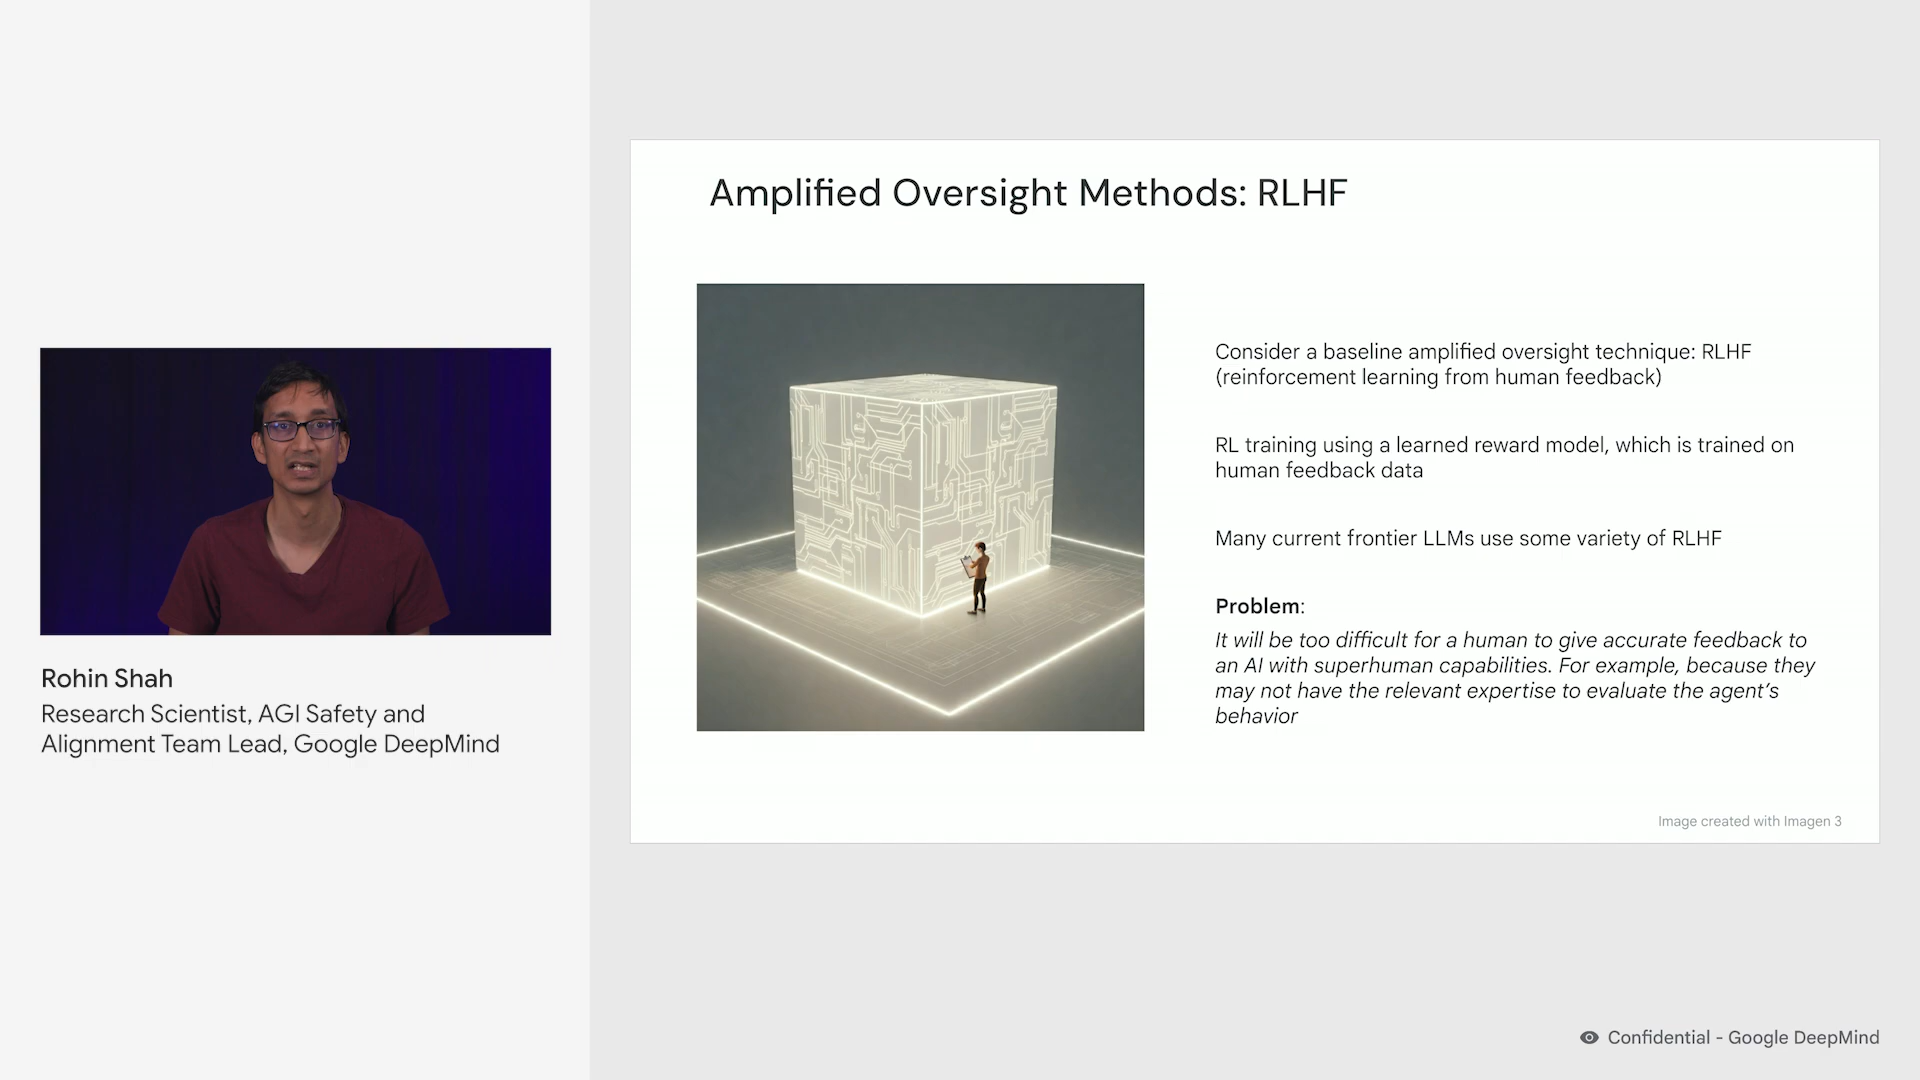 Rohin Shah
Research Scientist, AGI Safety and
Alignment Team Lead, Google DeepMind
Amplified Oversight Methods: RLHF
Consider a baseline amplified oversight technique: RLHF
(reinforcement learning from human feedback)
RL training using a learned reward model, which is trained on
human feedback data
Many current frontier LLMs use some variety of RLHF
Problem:
It will be too difficult for a human to give accurate feedback to
an AI with superhuman capabilities. For example, because they
may not have the relevant expertise to evaluate the agent’s
behavior
Image created with Imagen 3
Confidential - Google DeepMind